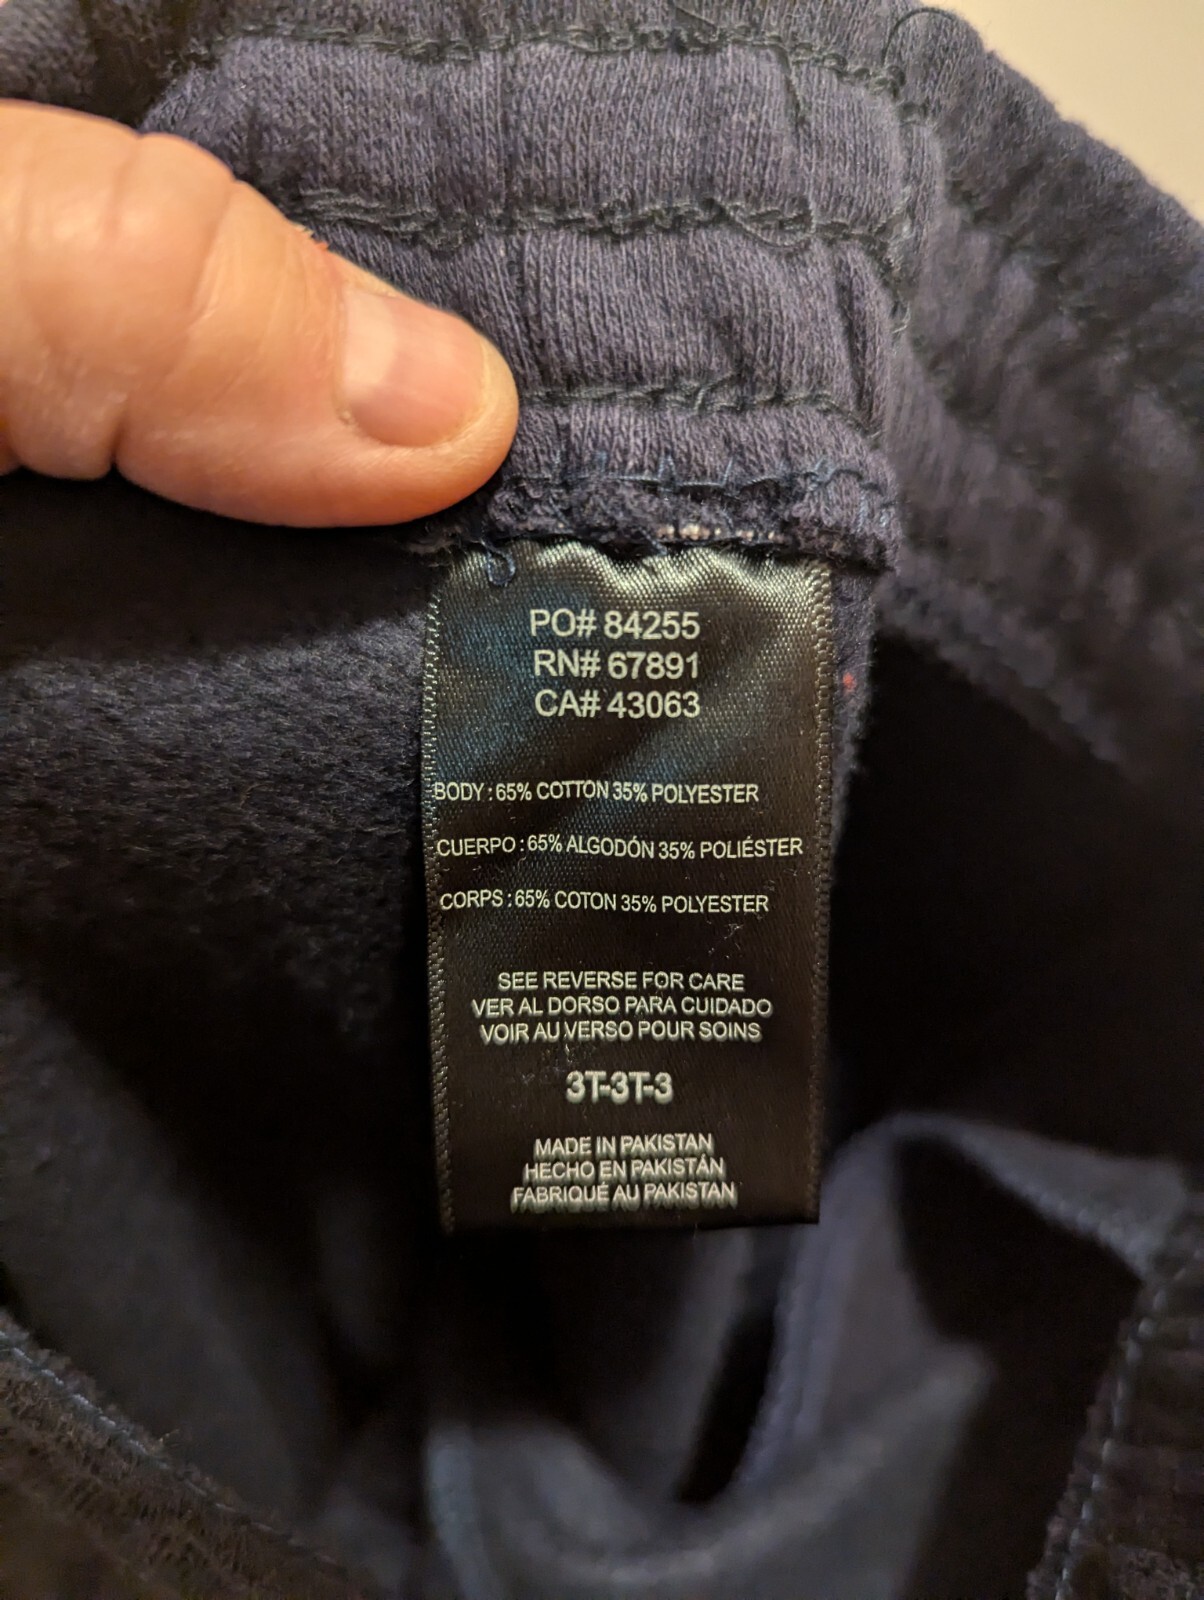 PO# 84255
RN# 67891
CA# 43063
BODY : 65% COTTON 35% POLYESTER
CUERPO : 65% ALGODÓN 35% POLIÉSTER
CORPS : 65% COTON 35% POLYESTER
SEE REVERSE FOR CARE
VER AL DORSO PARA CUIDADO
VOIR AU VERSO POUR SOINS
3T-3T-3
MADE IN PAKISTAN
HECHO EN PAKISTÁN
FABRIQUÉ AU PAKISTAN